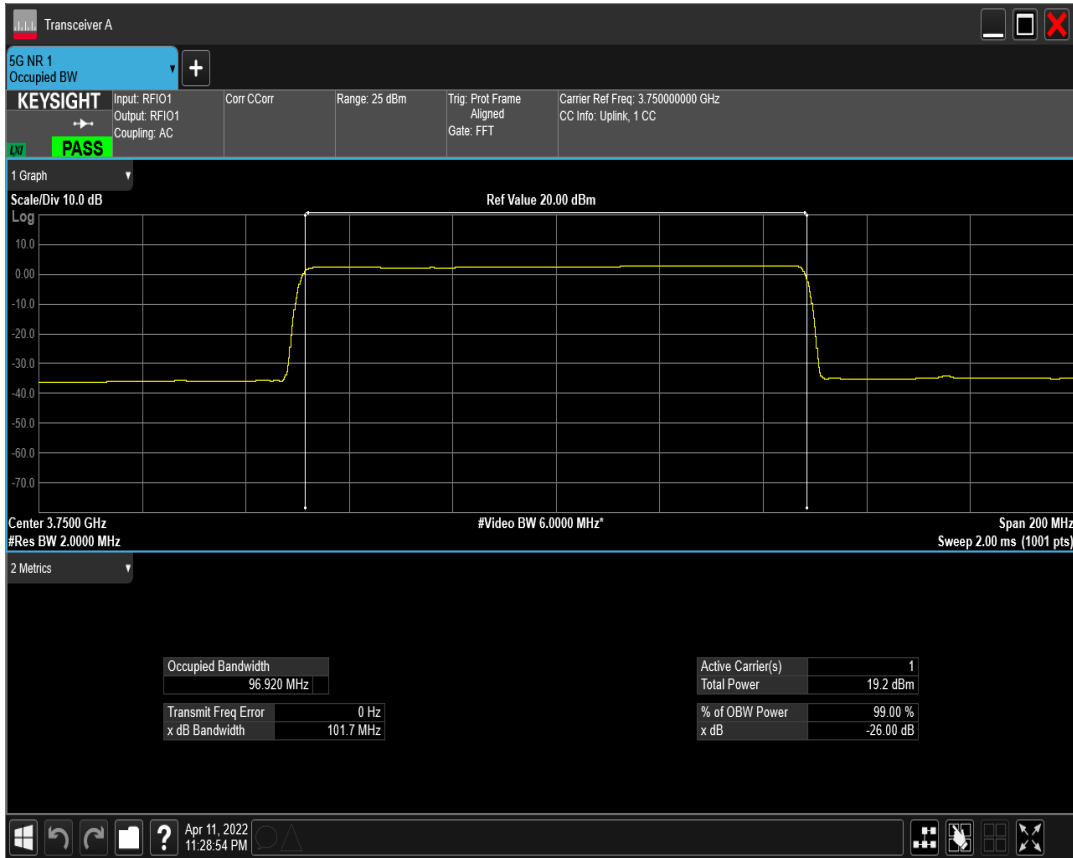 Transceiver A
5G NR 1
Occupied BW
KEYSIGHT
LXI
PASS
Input: RFIO1
Output: RFIO1
Coupling: AC
Corr CCorr
Range: 25 dBm
Trig: Prot Frame
Aligned
Gate: FFT
Carrier Ref Freq: 3.750000000 GHz
CC Info: Uplink, 1 CC
1 Graph
Scale/Div 10.0 dB
Ref Value 20.00 dBm
Log
10.0
0.00
-10.0
-20.0
-30.0
-40.0
-50.0
-60.0
-70.0
Center 3.7500 GHz
#Video BW 6.0000 MHz*
Span 200 MHz
#Res BW 2.0000 MHz
Sweep 2.00 ms (1001 pts)
2 Metrics
Occupied Bandwidth
96.920 MHz
Transmit Freq Error 0 Hz
x dB Bandwidth 101.7 MHz
Active Carrier(s) 1
Total Power 19.2 dBm
% of OBW Power 99.00 %
x dB -26.00 dB
Apr 11, 2022
11:28:54 PM